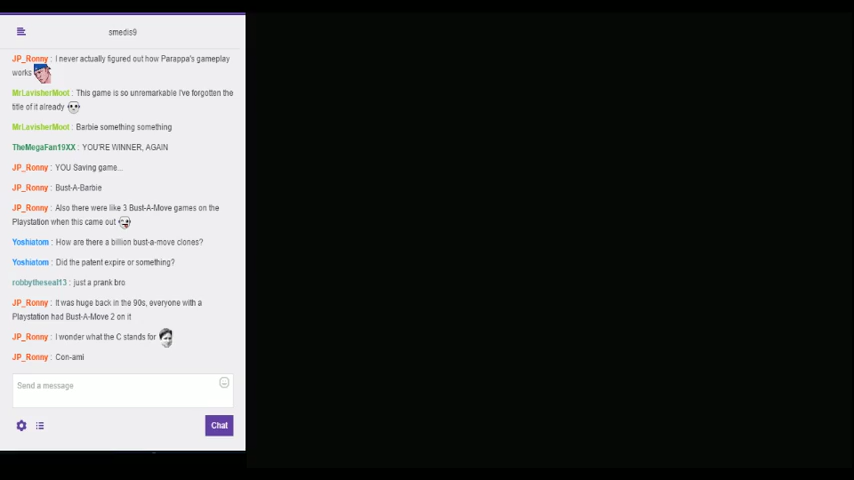 smedis9
JP_Ronny : I never actually figured out how Parappa's gameplay
works
MrLavisherMoot : This game is so unremarkable I've forgotten the
title of it already
MrLavisherMoot : Barbie something something
TheMegaFan19XX : YOU'RE WINNER, AGAIN
JP_Ronny : YOU Saving game...
JP_Ronny : Bust-A-Barbie
JP_Ronny : Also there were like 3 Bust-A-Move games on the
Playstation when this came out
Yoshiatom : How are there a billion bust-a-move clones?
Yoshiatom : Did the patent expire or something?
robbytheseal13 : just a prank bro
JP_Ronny : It was huge back in the 90s, everyone with a
Playstation had Bust-A-Move 2 on it
JP_Ronny : I wonder what the C stands for
JP_Ronny : Con-ami
Send a message
Chat